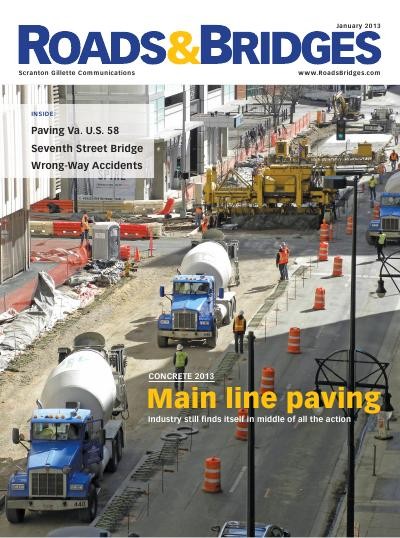 January 2013
ROADS&BRIDGES
Scranton Gillette Communications
www.RoadsBridges.com
INSIDE:
Paving Va. U.S. 58
Seventh Street Bridge
Wrong-Way Accidents
CONCRETE 2013
Main line paving
Industry still finds itself in middle of all the action